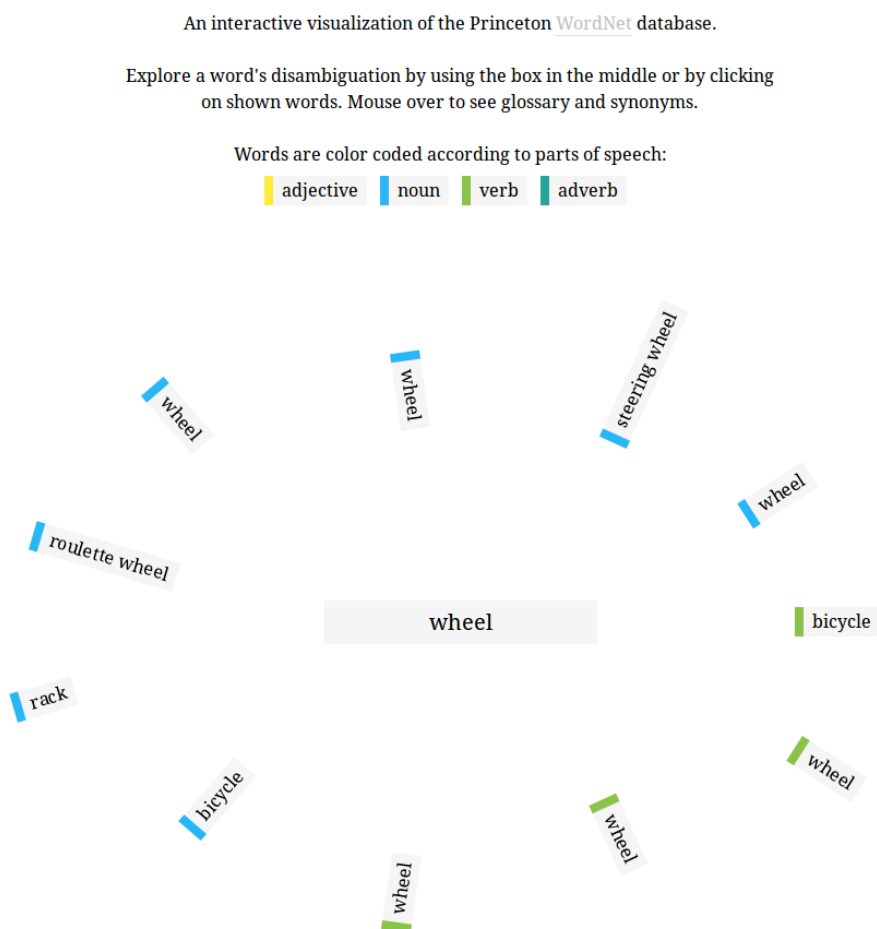 An interactive visualization of the Princeton WordNet database.
Explore a word's disambiguation by using the box in the middle or by clicking
on shown words. Mouse over to see glossary and synonyms.
Words are color coded according to parts of speech:
adjective noun verb adverb
steering wheel
wheel
wheel
wheel
roulette wheel
wheel
bicycle
rack
wheel
bicycle
wheel
wheel